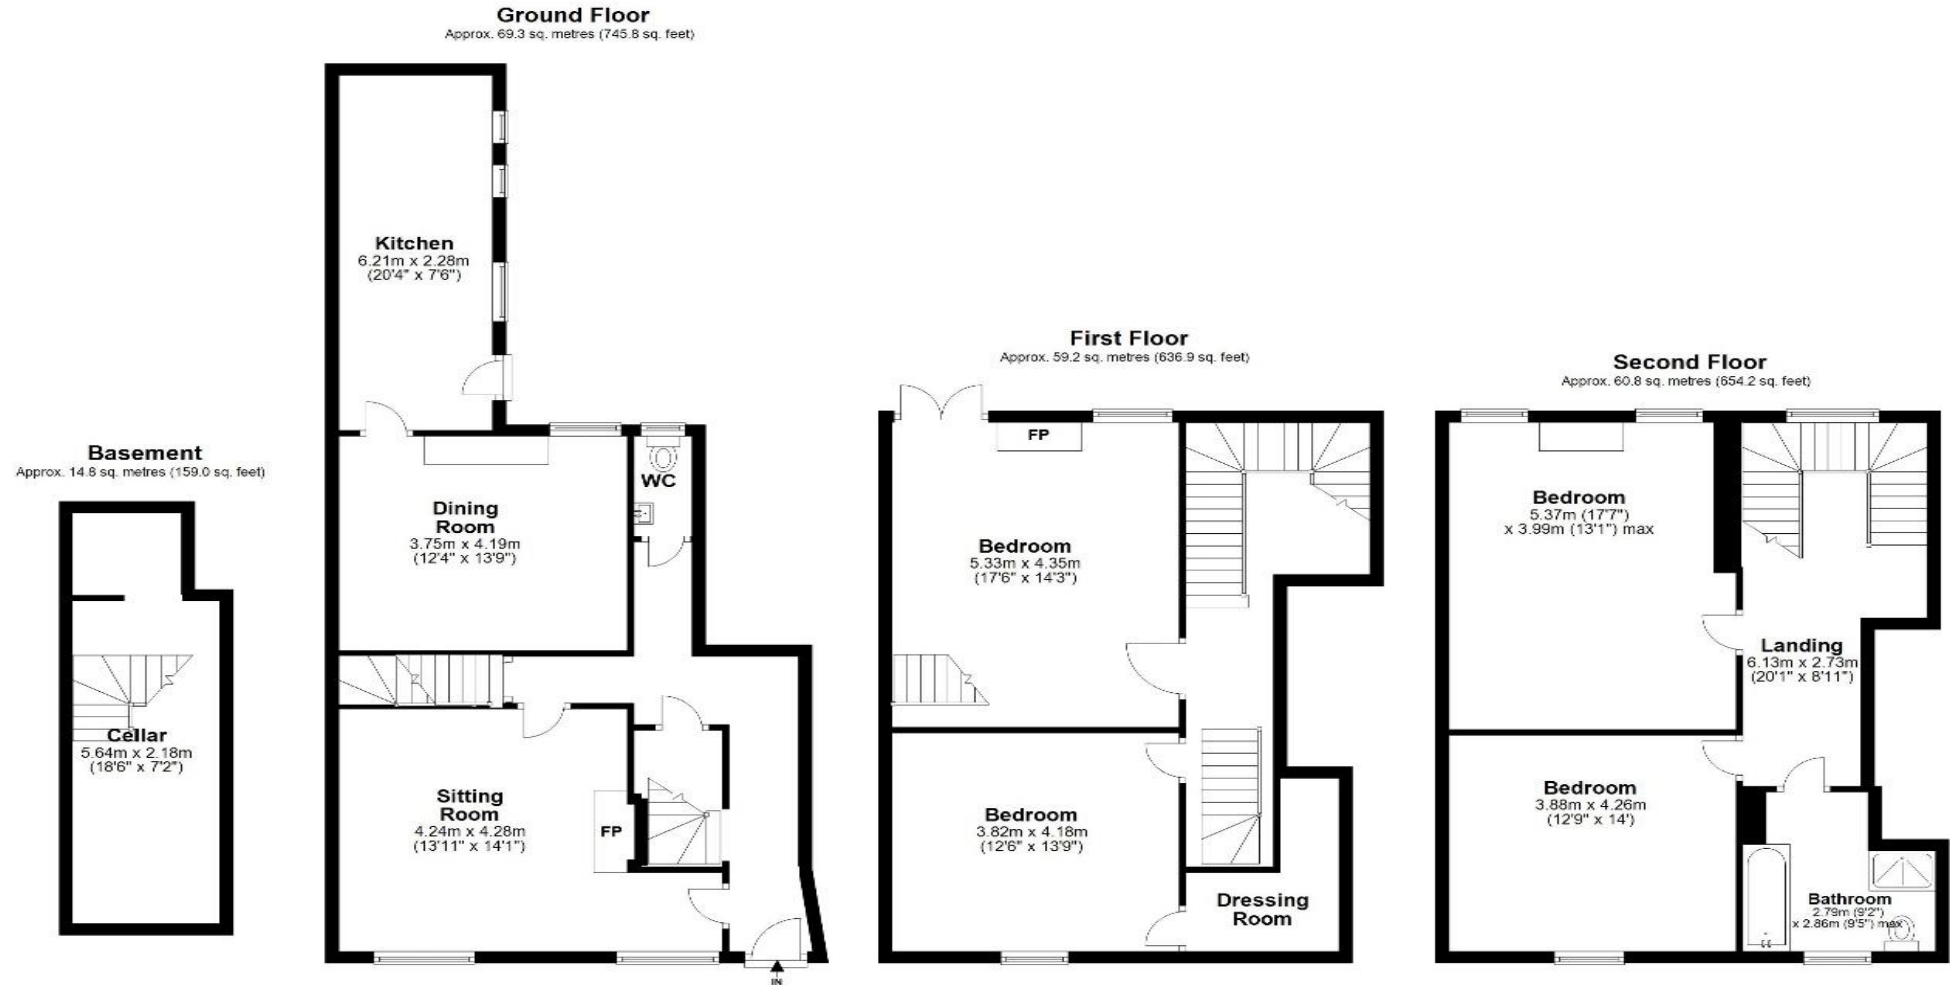 Ground Floor
Approx. 69.3 sq. metres (745.8 sq. feet)
Kitchen
6.21m x 2.28m
(20'4" x 7'6")
Dining
Room
3.75m x 4.19m
(12'4" x 13'9")
WC
Sitting
Room
4.24m x 4.28m
(13'11" x 14'1")
FP
IN
Basement
Approx. 14.8 sq. metres (159.0 sq. feet)
Cellar
5.64m x 2.18m
(18'6" x 7'2")
First Floor
Approx. 59.2 sq. metres (636.9 sq. feet)
FP
Bedroom
5.33m x 4.35m
(17'6" x 14'3")
Bedroom
3.82m x 4.18m
(12'6" x 13'9")
Dressing
Room
Second Floor
Approx. 60.8 sq. metres (654.2 sq. feet)
Bedroom
5.37m (17'7")
x 3.99m (13'1") max
Landing
6.13m x 2.73m
(20'1" x 8'11")
Bedroom
3.88m x 4.26m
(12'9" x 14')
Bathroom
2.79m (9'2")
x 2.86m (9'5") max